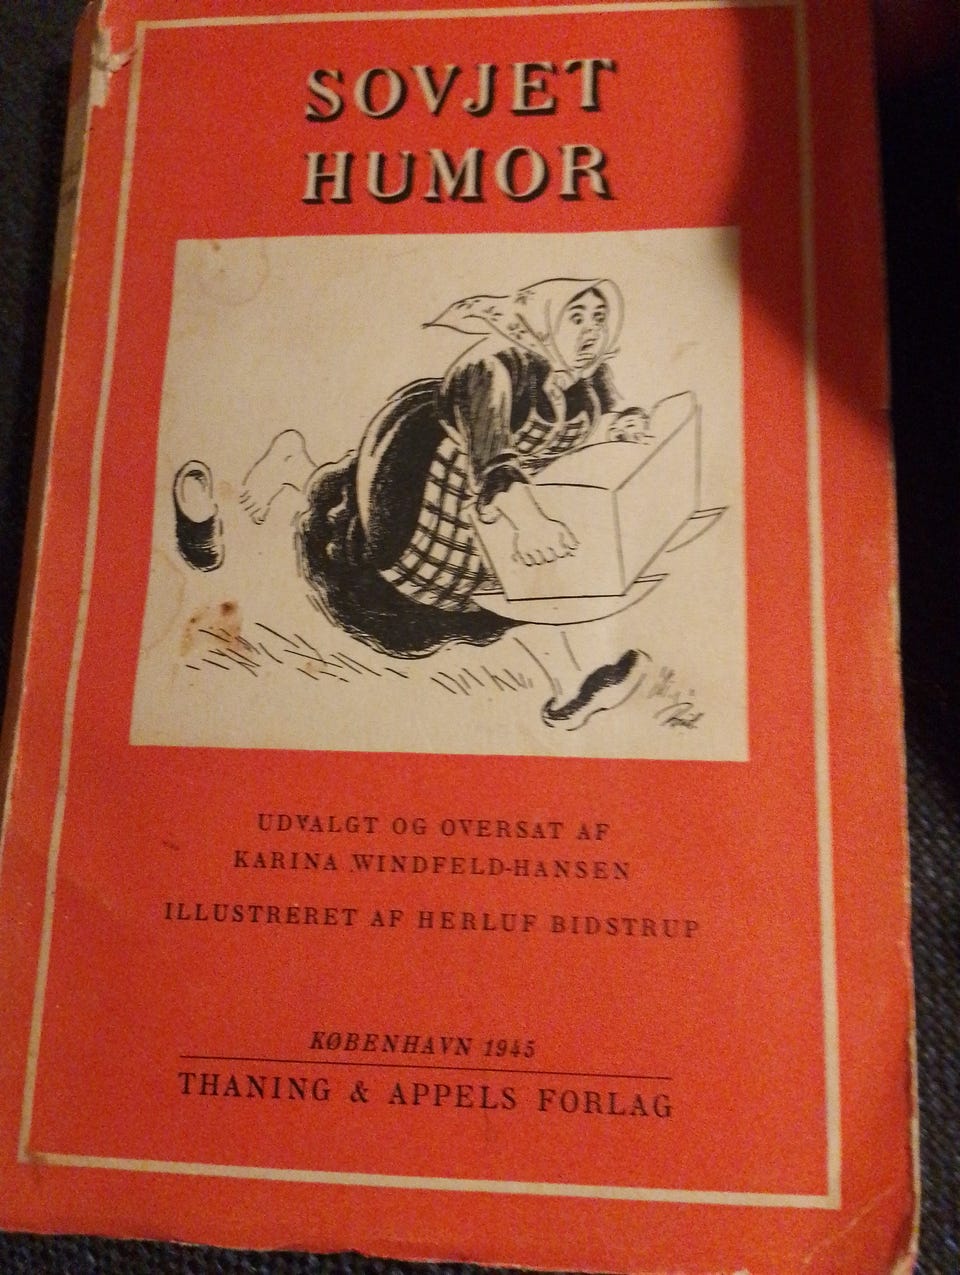 SOVJET
HUMOR
UDVALGT OG OVERSAT AF
KARINA WINDFELD-HANSEN
ILLUSTRERET AF HERLUF BIDSTRUP
KØBENHAVN 1945
THANING & APPELS FORLAG